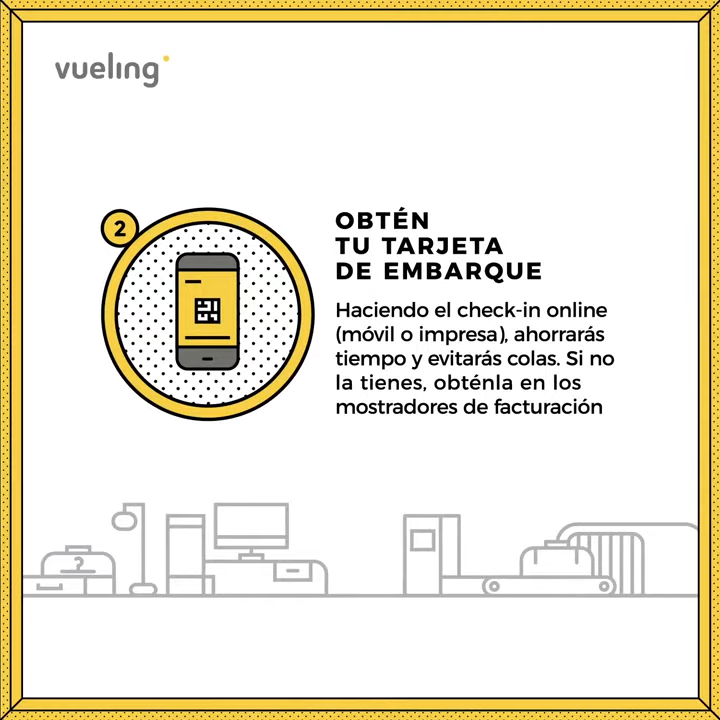 vueling
2
OBTÉN
TU TARJETA
DE EMBARQUE
Haciendo el check-in online
(móvil o impresa), ahorrarás
tiempo y evitarás colas. Si no
la tienes, obténla en los
mostradores de facturación
?